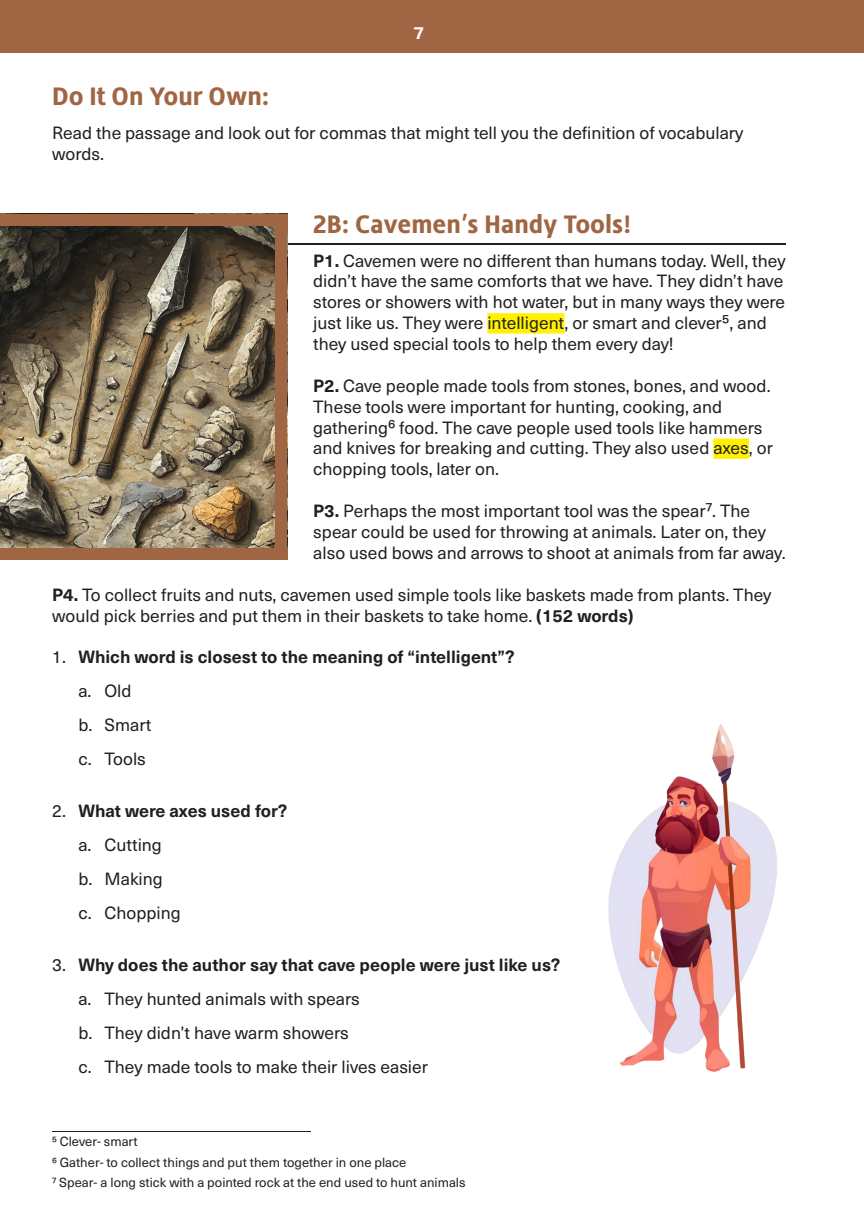 7
Do It On Your Own:
Read the passage and look out for commas that might tell you the definition of vocabulary
words.
2B: Cavemen’s Handy Tools!
P1. Cavemen were no different than humans today. Well, they
didn’t have the same comforts that we have. They didn’t have
stores or showers with hot water, but in many ways they were
just like us. They were intelligent, or smart and clever⁵, and
they used special tools to help them every day!
P2. Cave people made tools from stones, bones, and wood.
These tools were important for hunting, cooking, and
gathering⁶ food. The cave people used tools like hammers
and knives for breaking and cutting. They also used axes, or
chopping tools, later on.
P3. Perhaps the most important tool was the spear⁷. The
spear could be used for throwing at animals. Later on, they
also used bows and arrows to shoot at animals from far away.
P4. To collect fruits and nuts, cavemen used simple tools like baskets made from plants. They
would pick berries and put them in their baskets to take home. (152 words)
1. Which word is closest to the meaning of “intelligent”?
a. Old
b. Smart
c. Tools
2. What were axes used for?
a. Cutting
b. Making
c. Chopping
3. Why does the author say that cave people were just like us?
a. They hunted animals with spears
b. They didn’t have warm showers
c. They made tools to make their lives easier
⁵ Clever- smart
⁶ Gather- to collect things and put them together in one place
⁷ Spear- a long stick with a pointed rock at the end used to hunt animals